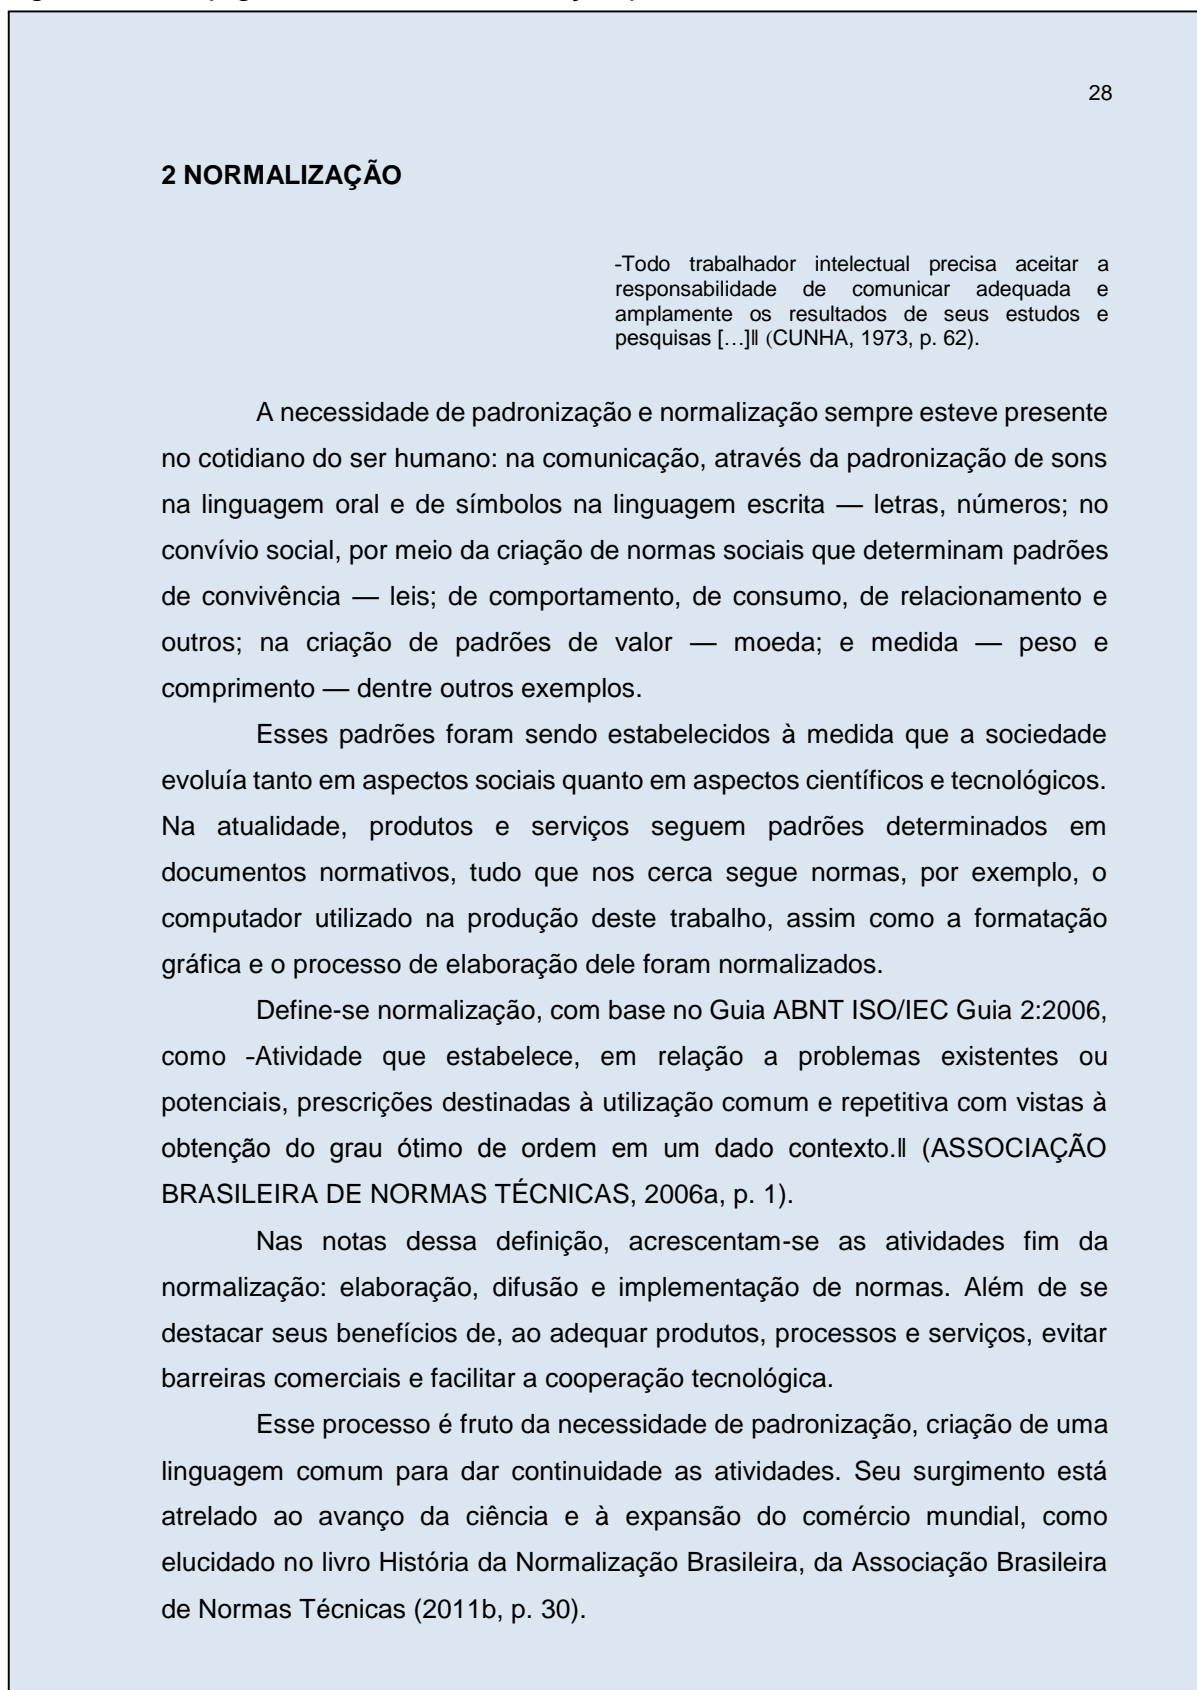 28
2 NORMALIZAÇÃO
-Todo trabalhador intelectual precisa aceitar a
responsabilidade de comunicar adequada e
amplamente os resultados de seus estudos e
pesquisas […]‖ (CUNHA, 1973, p. 62).
A necessidade de padronização e normalização sempre esteve presente
no cotidiano do ser humano: na comunicação, através da padronização de sons
na linguagem oral e de símbolos na linguagem escrita — letras, números; no
convívio social, por meio da criação de normas sociais que determinam padrões
de convivência — leis; de comportamento, de consumo, de relacionamento e
outros; na criação de padrões de valor — moeda; e medida — peso e
comprimento — dentre outros exemplos.
Esses padrões foram sendo estabelecidos à medida que a sociedade
evoluía tanto em aspectos sociais quanto em aspectos científicos e tecnológicos.
Na atualidade, produtos e serviços seguem padrões determinados em
documentos normativos, tudo que nos cerca segue normas, por exemplo, o
computador utilizado na produção deste trabalho, assim como a formatação
gráfica e o processo de elaboração dele foram normalizados.
Define-se normalização, com base no Guia ABNT ISO/IEC Guia 2:2006,
como -Atividade que estabelece, em relação a problemas existentes ou
potenciais, prescrições destinadas à utilização comum e repetitiva com vistas à
obtenção do grau ótimo de ordem em um dado contexto.‖ (ASSOCIAÇÃO
BRASILEIRA DE NORMAS TÉCNICAS, 2006a, p. 1).
Nas notas dessa definição, acrescentam-se as atividades fim da
normalização: elaboração, difusão e implementação de normas. Além de se
destacar seus benefícios de, ao adequar produtos, processos e serviços, evitar
barreiras comerciais e facilitar a cooperação tecnológica.
Esse processo é fruto da necessidade de padronização, criação de uma
linguagem comum para dar continuidade as atividades. Seu surgimento está
atrelado ao avanço da ciência e à expansão do comércio mundial, como
elucidado no livro História da Normalização Brasileira, da Associação Brasileira
de Normas Técnicas (2011b, p. 30).